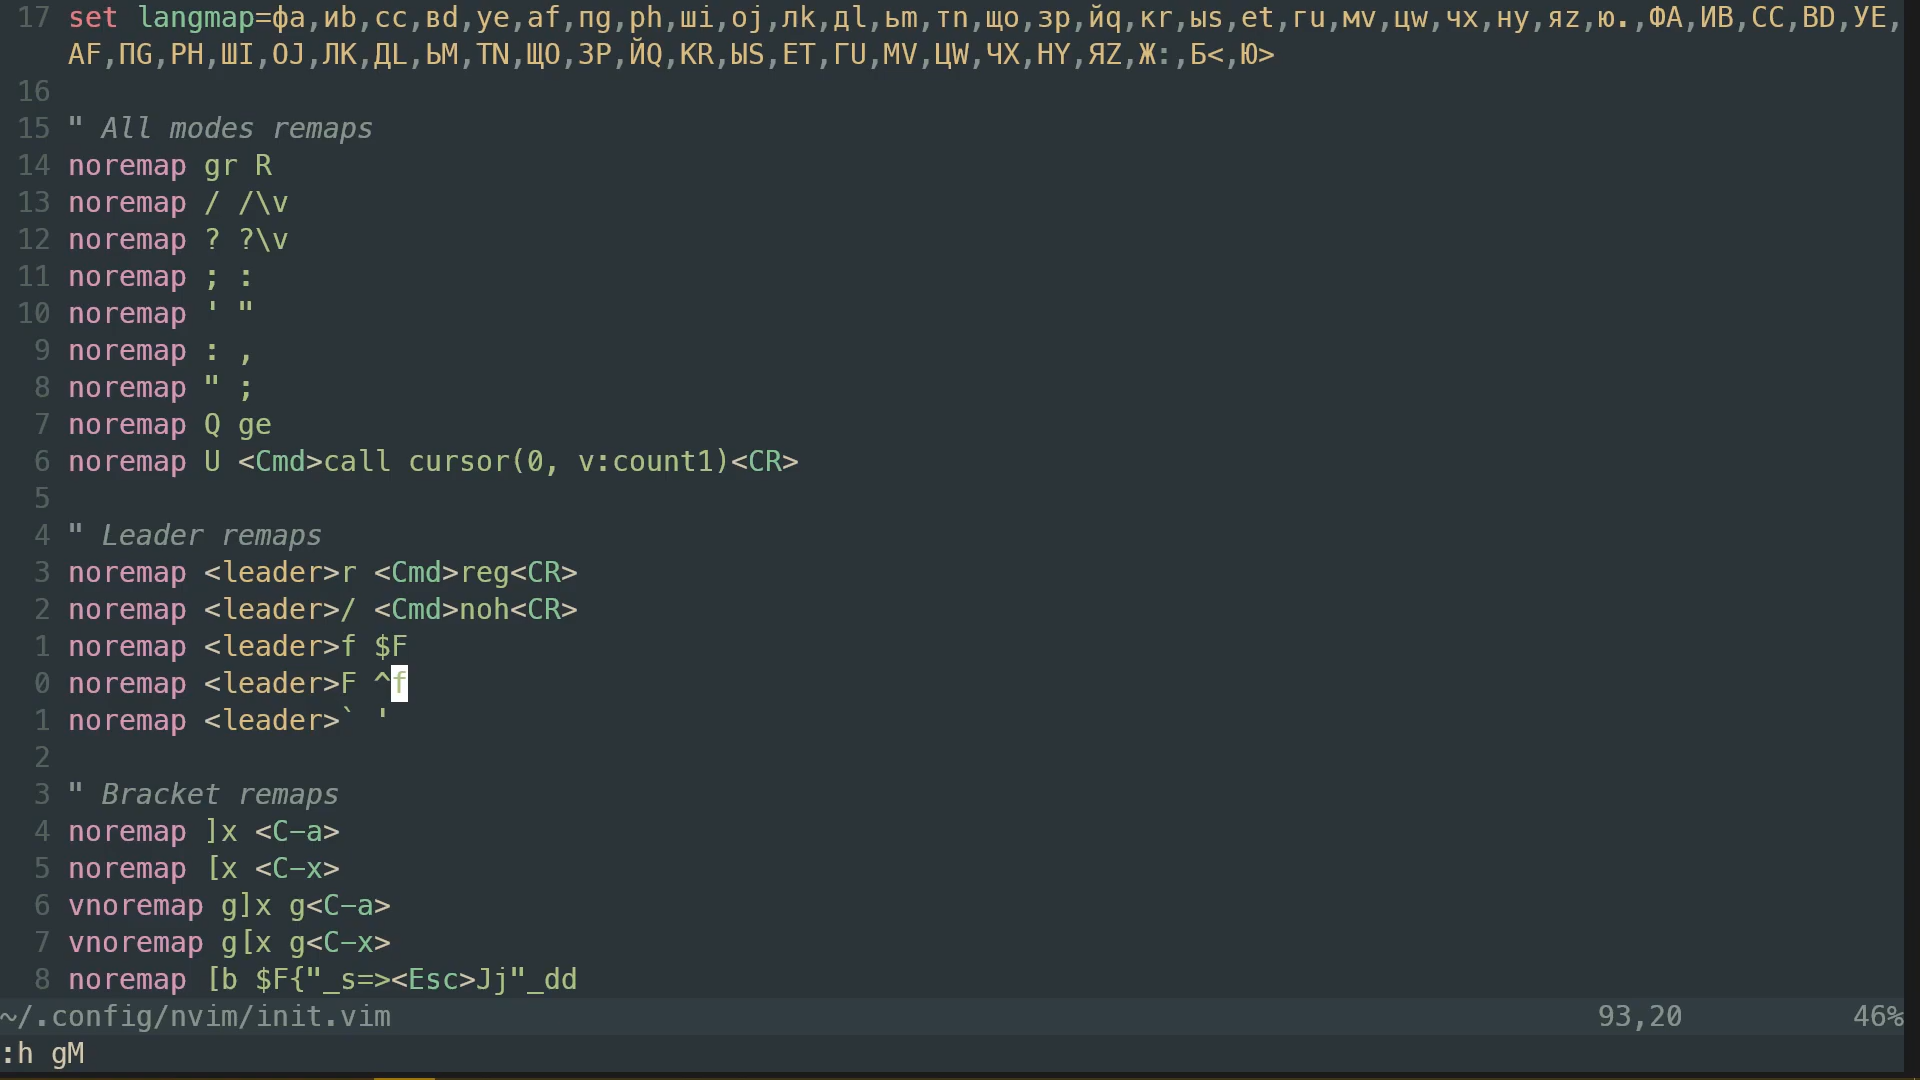 17 set langmap=фa,иb,сc,вd,уe,аf,пg,рh,шi,оj,лk,дl,ьm,тn,щo,зp,йq,кr,ыs,еt,гu,мv,цw,чx,нy,яz,ю.,ФA,ИB,СC,ВD,УE,
АF,ПG,РH,ШI,ОJ,ЛK,ДL,ЬM,ТN,ЩO,ЗP,ЙQ,КR,ЫS,ЕT,ГU,МV,ЦW,ЧX,НY,ЯZ,Ж:,Б<,Ю>
16
15 " All modes remaps
14 noremap gr R
13 noremap / /\v
12 noremap ? ?\v
11 noremap ; :
10 noremap ' "
9 noremap : ,
8 noremap " ;
7 noremap Q ge
6 noremap U <Cmd>call cursor(0, v:count1)<CR>
5
4 " Leader remaps
3 noremap <leader>r <Cmd>reg<CR>
2 noremap <leader>/ <Cmd>noh<CR>
1 noremap <leader>f $F
0 noremap <leader>F ^f
1 noremap <leader>` '
2
3 " Bracket remaps
4 noremap ]x <C-a>
5 noremap [x <C-x>
6 vnoremap g]x g<C-a>
7 vnoremap g[x g<C-x>
8 noremap [b $F{"_s=><Esc>Jj"_dd
~/.config/nvim/init.vim 93,20 46%
:h gM